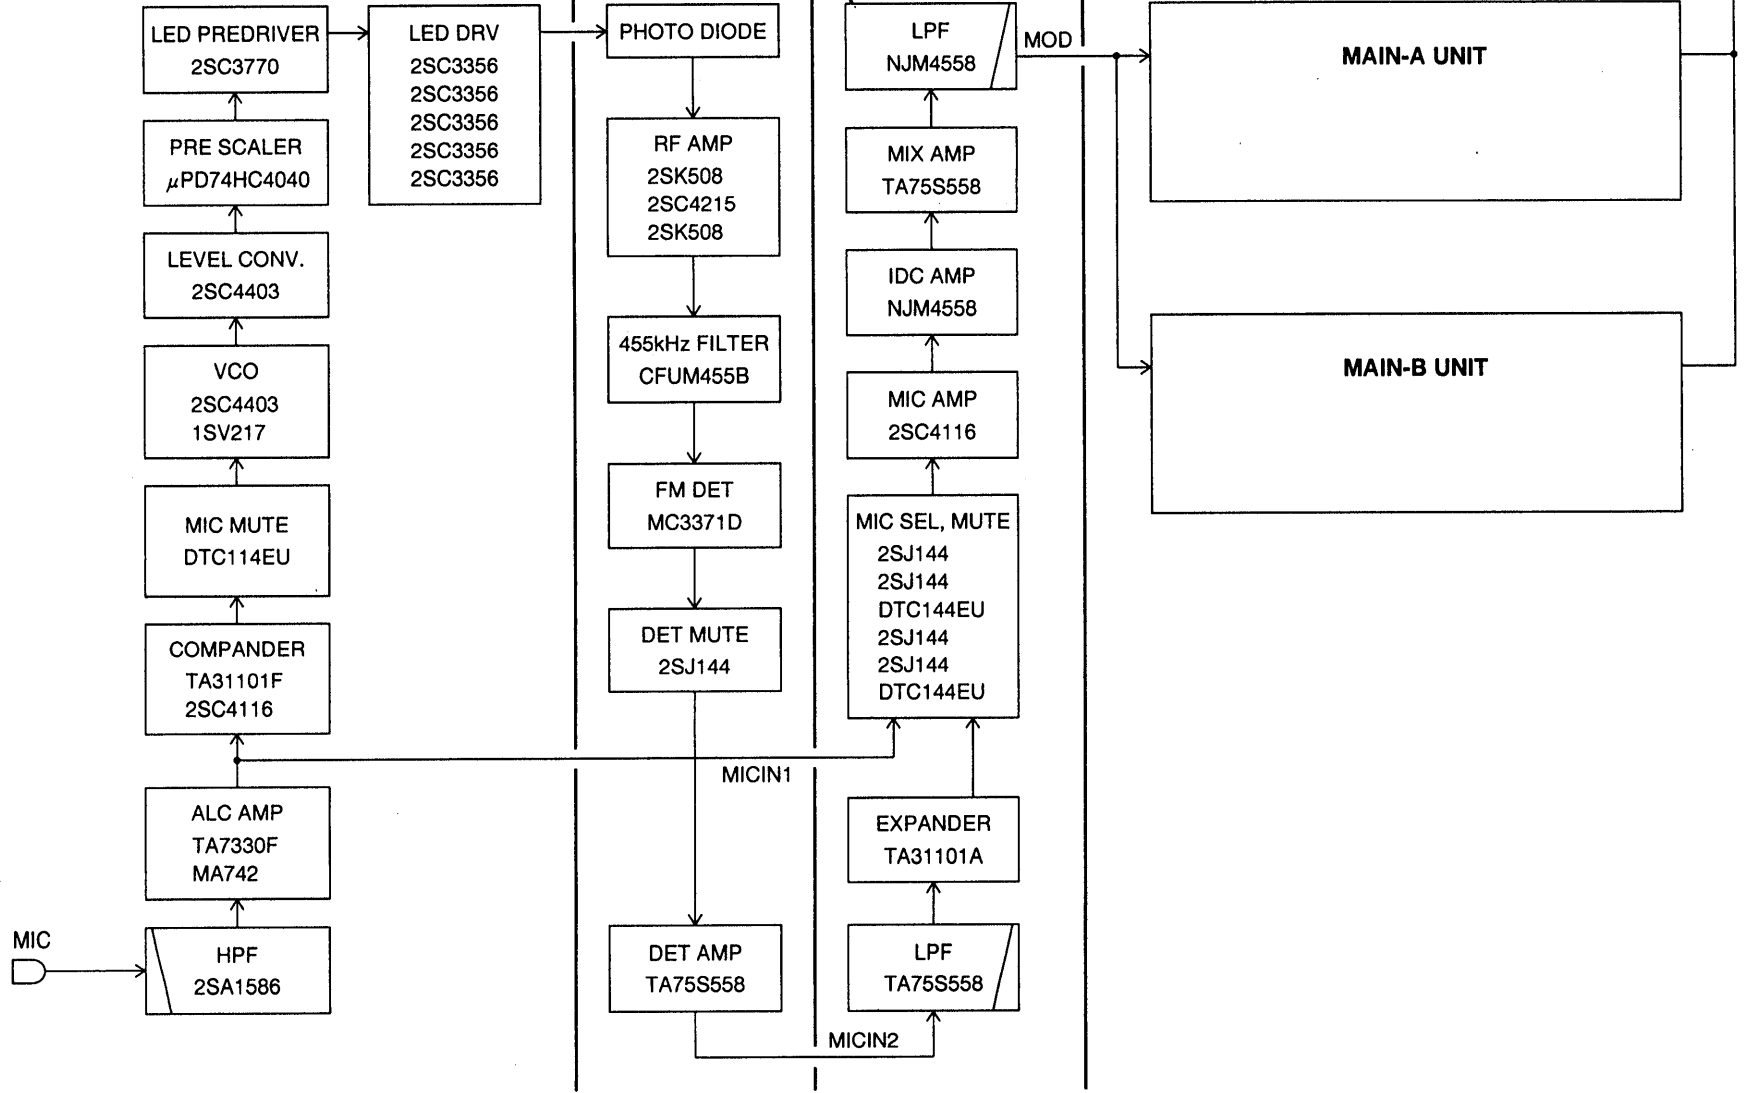 LED PREDRIVER
2SC3770
PRE SCALER
μPD74HC4040
LEVEL CONV.
2SC4403
VCO
2SC4403
1SV217
MIC MUTE
DTC114EU
COMPANDER
TA31101F
2SC4116
ALC AMP
TA7330F
MA742
MIC
HPF
2SA1586
LED DRV
2SC3356
2SC3356
2SC3356
2SC3356
2SC3356
PHOTO DIODE
RF AMP
2SK508
2SC4215
2SK508
455kHz FILTER
CFUM455B
FM DET
MC3371D
DET MUTE
2SJ144
MICIN1
DET AMP
TA75S558
MICIN2
LPF
NJM4558
MOD
MIX AMP
TA75S558
IDC AMP
NJM4558
MIC AMP
2SC4116
MIC SEL, MUTE
2SJ144
2SJ144
DTC144EU
2SJ144
2SJ144
DTC144EU
EXPANDER
TA31101A
LPF
TA75S558
MAIN-A UNIT
MAIN-B UNIT